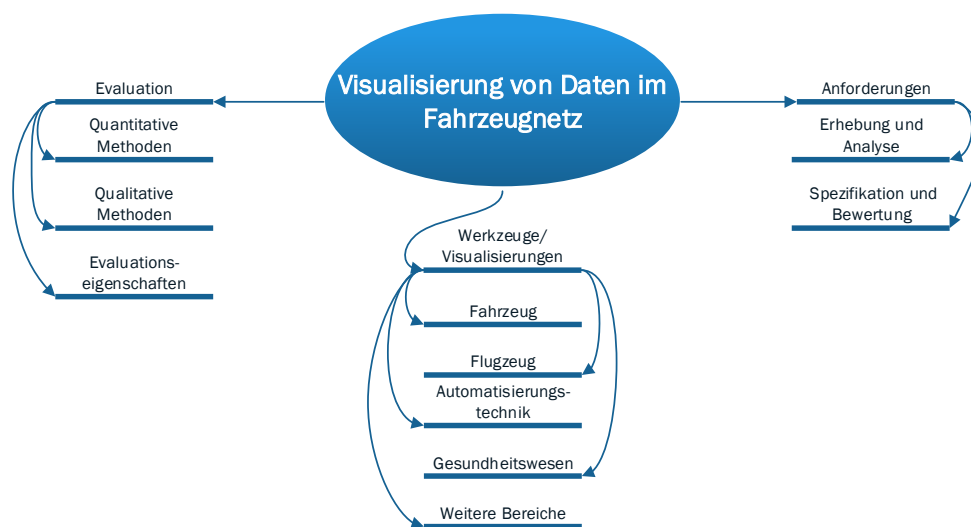 Visualisierung von Daten im
Fahrzeugnetz
Evaluation
Quantitative
Methoden
Qualitative
Methoden
Evaluations-
eigenschaften
Werkzeuge/
Visualisierungen
Fahrzeug
Flugzeug
Automatisierungs-
technik
Gesundheitswesen
Weitere Bereiche
Anforderungen
Erhebung und
Analyse
Spezifikation und
Bewertung